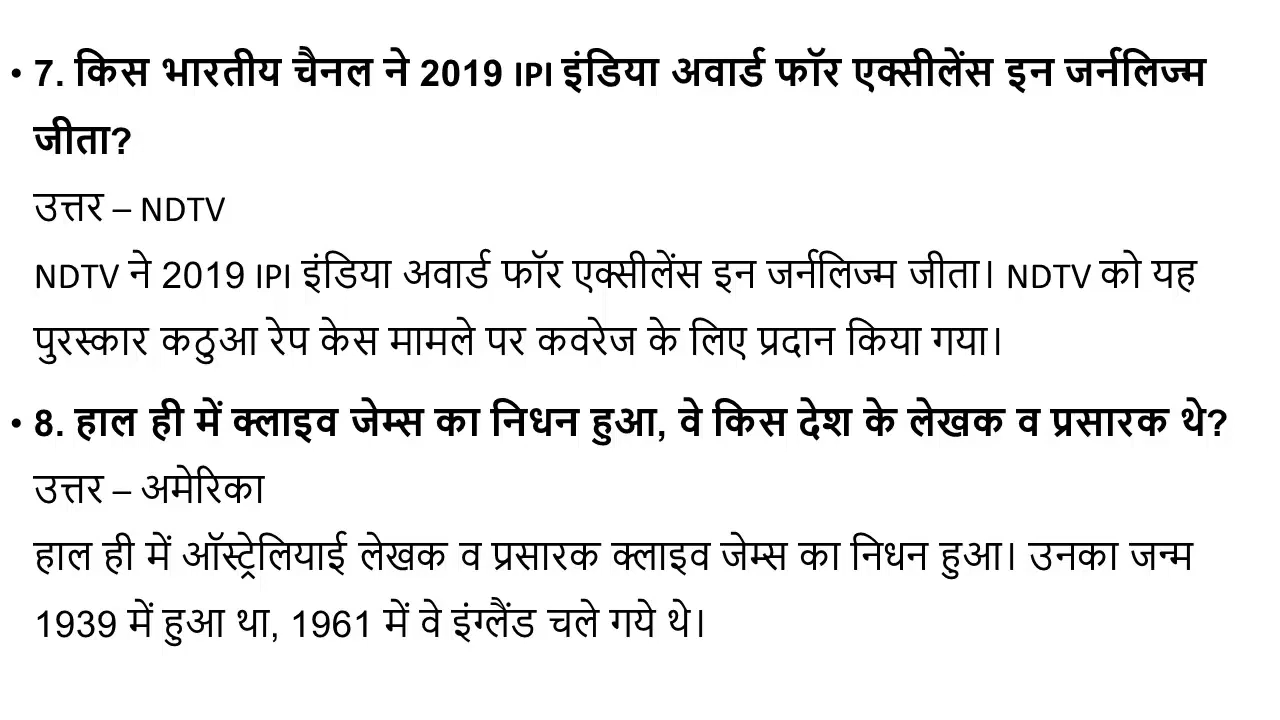 • 7. किस भारतीय चैनल ने 2019 IPI इंडिया अवार्ड फॉर एक्सीलेंस इन जर्नलिज्म
जीता?
उत्तर – NDTV
NDTV ने 2019 IPI इंडिया अवार्ड फॉर एक्सीलेंस इन जर्नलिज्म जीता। NDTV को यह
पुरस्कार कठुआ रेप केस मामले पर कवरेज के लिए प्रदान किया गया।
• 8. हाल ही में क्लाइव जेम्स का निधन हुआ, वे किस देश के लेखक व प्रसारक थे?
उत्तर – अमेरिका
हाल ही में ऑस्ट्रेलियाई लेखक व प्रसारक क्लाइव जेम्स का निधन हुआ। उनका जन्म
1939 में हुआ था, 1961 में वे इंग्लैंड चले गये थे।